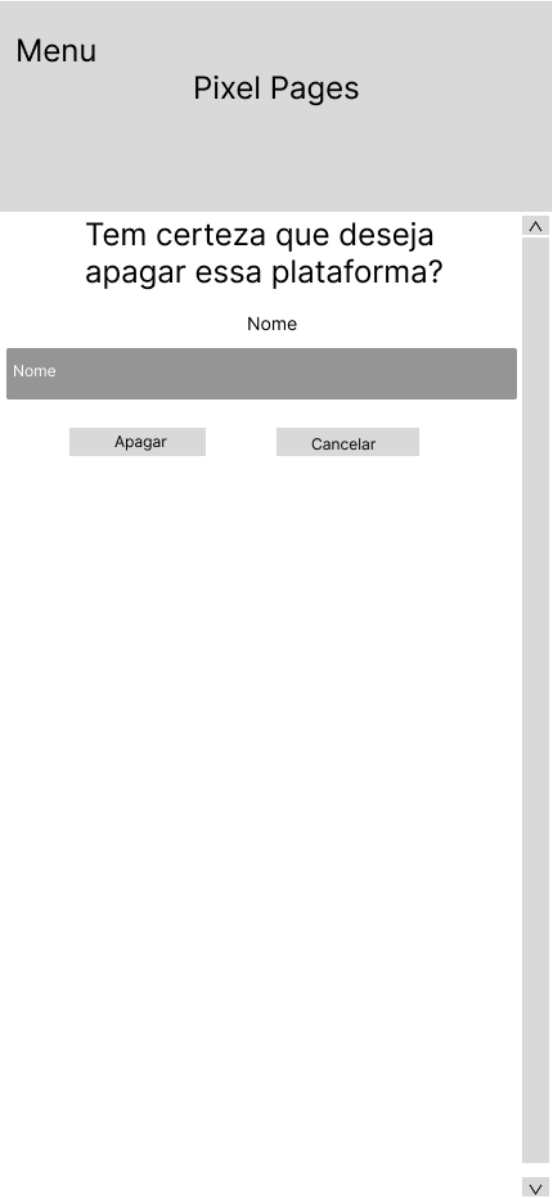 Menu
Pixel Pages
Tem certeza que deseja
apagar essa plataforma?
Nome
Nome
Apagar
Cancelar